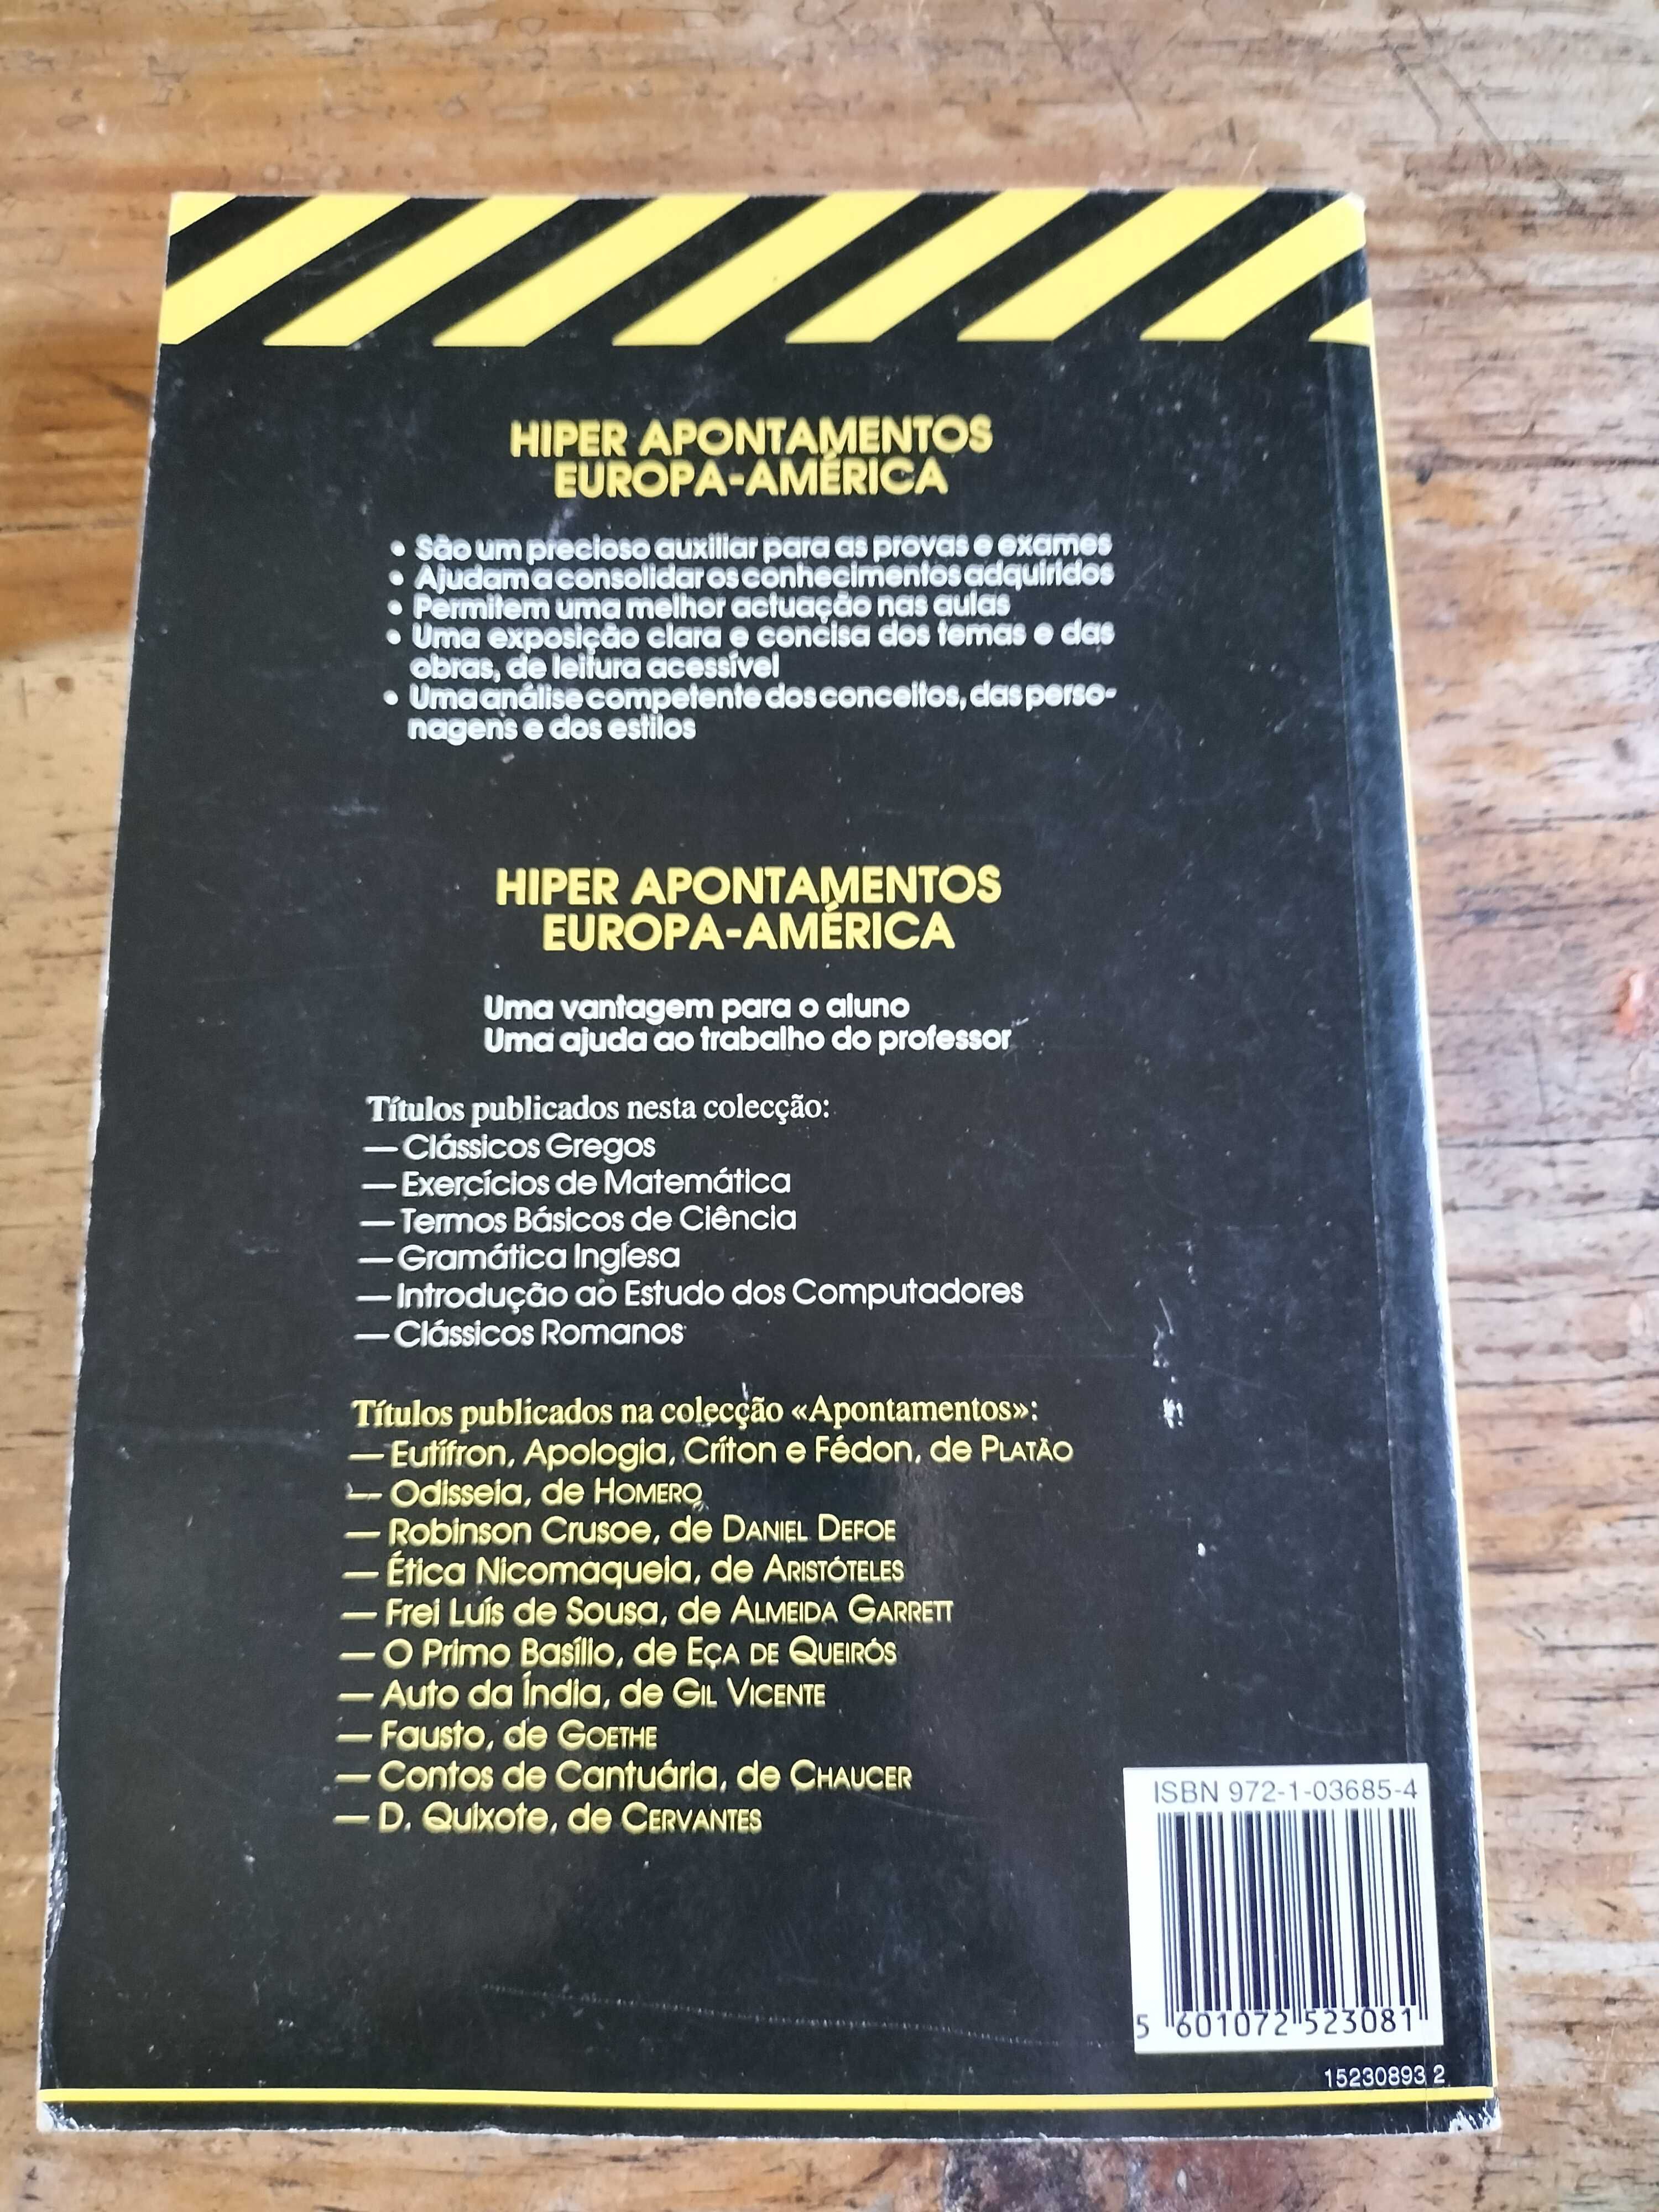 HIPER APONTAMENTOS
EUROPA-AMÉRICA
• São um precioso auxiliar para as provas e exames
• Ajudam a consolidar os conhecimentos adquiridos
• Permitem uma melhor actuação nas aulas
• Uma exposição clara e concisa dos temas e das
obras, de leitura acessível
• Uma análise competente dos conceitos, das perso-
nagens e dos estilos
HIPER APONTAMENTOS
EUROPA-AMÉRICA
Uma vantagem para o aluno
Uma ajuda ao trabalho do professor
Títulos publicados nesta colecção:
— Clássicos Gregos
— Exercícios de Matemática
— Termos Básicos de Ciência
— Gramática Inglesa
— Introdução ao Estudo dos Computadores
— Clássicos Romanos
Títulos publicados na colecção «Apontamentos»:
— Eutífron, Apologia, Críton e Fédon, de PLATÃO
— Odisseia, de HOMERO
— Robinson Crusoe, de DANIEL DEFOE
— Ética Nicomaqueia, de ARISTÓTELES
— Frei Luís de Sousa, de ALMEIDA GARRETT
— O Primo Basílio, de EÇA DE QUEIRÓS
— Auto da Índia, de GIL VICENTE
— Fausto, de GOETHE
— Contos de Cantuária, de CHAUCER
— D. Quixote, de CERVANTES
ISBN 972-1-03685-4
5 601072 523081
15230893 2